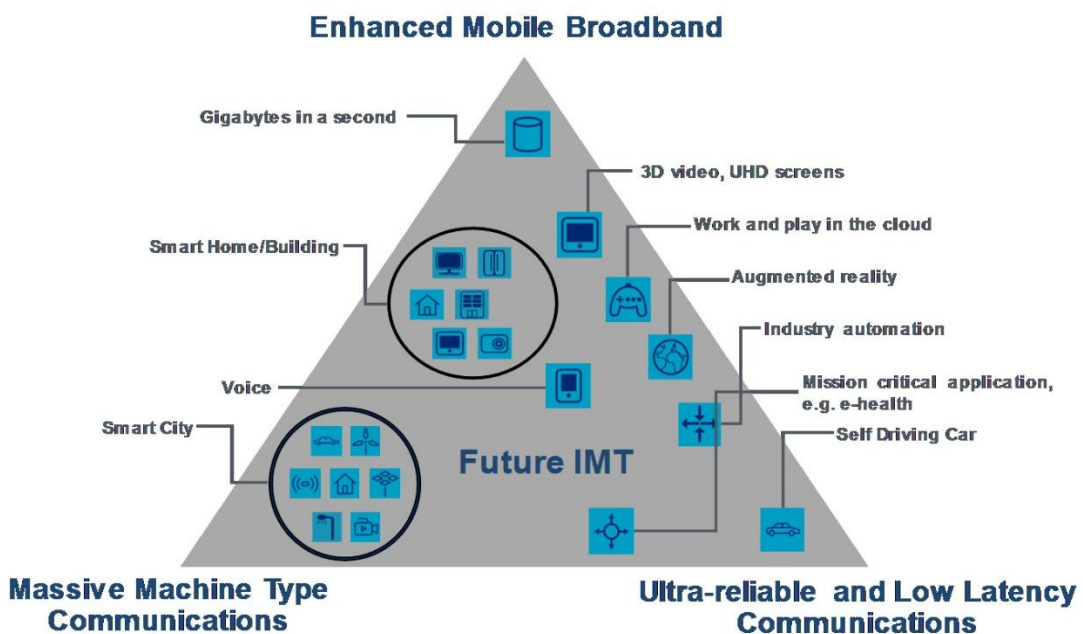 Enhanced Mobile Broadband
Gigabytes in a second
3D video, UHD screens
Work and play in the cloud
Smart Home/Building
Augmented reality
Industry automation
Voice
Mission critical application,
e.g. e-health
Smart City
Self Driving Car
Future IMT
Massive Machine Type
Communications
Ultra-reliable and Low Latency
Communications